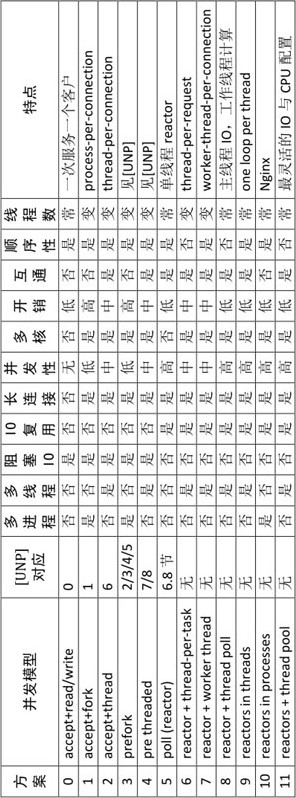 方案 并发模型 [UNP]对应 多进程 多线程 阻塞IO IO复用 长连接 并发性 多核 开销 互通 顺序性 线程数 特点
0 accept+read/write 0 否 否 是 否 否 无 否 低 否 是 常 一次服务一个客户
1 accept+fork 1 是 否 是 否 是 低 是 高 否 是 变 process-per-connection
2 accept+thread 6 否 是 是 否 是 中 是 中 是 是 变 thread-per-connection
3 prefork 2/3/4/5 是 否 是 否 是 低 是 高 否 是 变 见[UNP]
4 pre threaded 7/8 否 是 是 否 是 中 是 中 是 是 变 见[UNP]
5 poll (reactor) 6.8 节 否 否 否 是 是 高 否 低 是 是 常 单线程 reactor
6 reactor + thread-per-task 无 否 是 否 是 是 中 是 中 是 否 变 thread-per-request
7 reactor + worker thread 无 否 是 否 是 是 中 是 中 是 是 变 worker-thread-per-connection
8 reactor + thread poll 无 否 是 否 是 是 高 是 低 是 否 常 主线程 IO，工作线程计算
9 reactors in threads 无 否 是 否 是 是 高 是 低 是 是 常 one loop per thread
10 reactors in processes 无 是 否 否 是 是 高 是 低 否 是 常 Nginx
11 reactors + thread pool 无 否 是 否 是 是 高 是 低 是 否 常 最灵活的 IO 与 CPU 配置